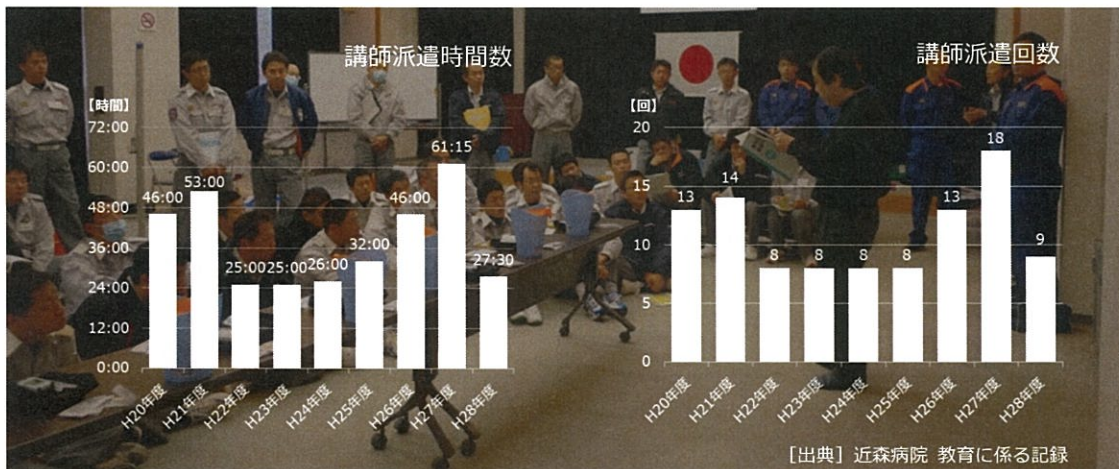 講師派遣時間数
【時間】
72:00
60:00
48:00
36:00
24:00
12:00
0:00
46:00
53:00
25:00
25:00
26:00
32:00
46:00
61:15
27:30
H20年度
H21年度
H22年度
H23年度
H24年度
H25年度
H26年度
H27年度
H28年度
講師派遣回数
【回】
20
15
10
5
0
13
14
8
8
8
8
13
18
9
H20年度
H21年度
H22年度
H23年度
H24年度
H25年度
H26年度
H27年度
H28年度
［出典］近森病院 教育に係る記録